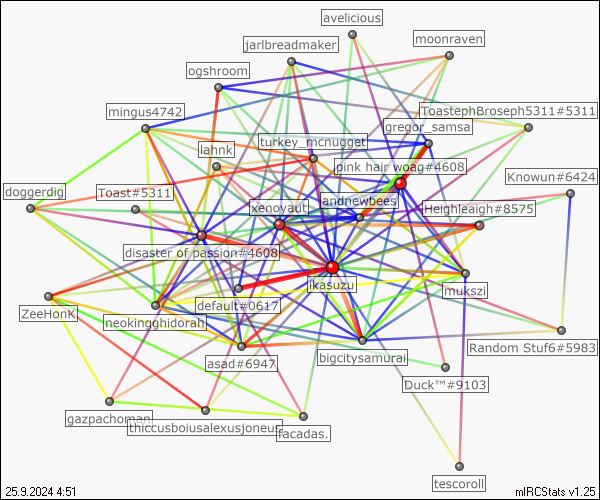 avelicious
moonraven
jarlbreadmaker
ogshroom
ToastephBroseph5311#5311
mingus4742
gregor_samsa
turkey_mcnugget
iahnk
pink hair woag#4608
Knowun#6424
doggerdig
Toast#5311
andnewbees
xenoyaut
Heighleaigh#8575
disaster of passion#4608
ikasuzu
mukszi
default#0617
ZeeHonK
neokingghidorah
Random Stuf6#5983
bigcitysamurai
asad#6947
Duck™#9103
gazpachoman
thiccusboiusalexusjoneus
facadas.
tescoroll
25.9.2024 4:51
mIRCStats v1.25